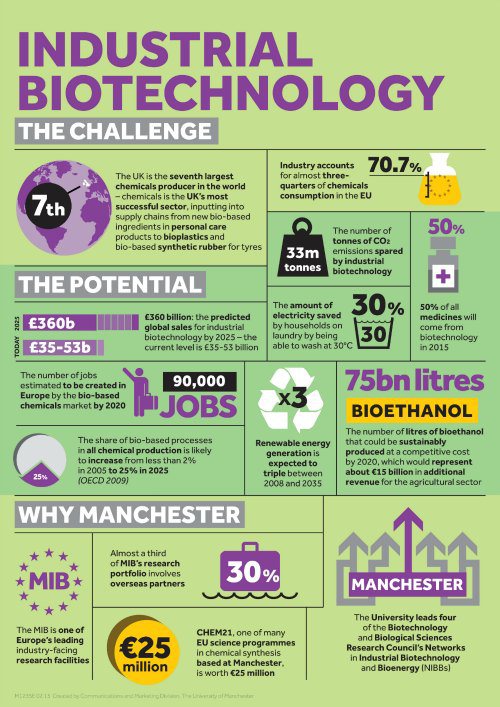 INDUSTRIAL
BIOTECHNOLOGY
THE CHALLENGE
7th
The UK is the seventh largest
chemicals producer in the world
– chemicals is the UK's most
successful sector, inputting into
supply chains from new bio-based
ingredients in personal care
products to bioplastics and
bio-based synthetic rubber for tyres
Industry accounts
for almost three-
quarters of chemicals
consumption in the EU
70.7%
33m
tonnes
The number of
tonnes of CO₂
emissions spared
by industrial
biotechnology
50%
50% of all
medicines will
come from
biotechnology
in 2015
THE POTENTIAL
2025
£360b
TODAY
£35-53b
£360 billion: the predicted
global sales for industrial
biotechnology by 2025 – the
current level is £35-53 billion
The amount of
electricity saved
by households on
laundry by being
able to wash at 30°C
30%
30
The number of jobs
estimated to be created in
Europe by the bio-based
chemicals market by 2020
90,000
JOBS
x3
Renewable energy
generation is
expected to
triple between
2008 and 2035
75bn litres
BIOETHANOL
The number of litres of bioethanol
that could be sustainably
produced at a competitive cost
by 2020, which would represent
about €15 billion in additional
revenue for the agricultural sector
25%
The share of bio-based processes
in all chemical production is likely
to increase from less than 2%
in 2005 to 25% in 2025
(OECD 2009)
WHY MANCHESTER
MIB
The MIB is one of
Europe's leading
industry-facing
research facilities
Almost a third
of MIB's research
portfolio involves
overseas partners
30%
€25
million
CHEM21, one of many
EU science programmes
in chemical synthesis
based at Manchester,
is worth €25 million
MANCHESTER
The University leads four
of the Biotechnology
and Biological Sciences
Research Council's Networks
in Industrial Biotechnology
and Bioenergy (NIBBs)
Created by Communications and Marketing Division, The University of Manchester